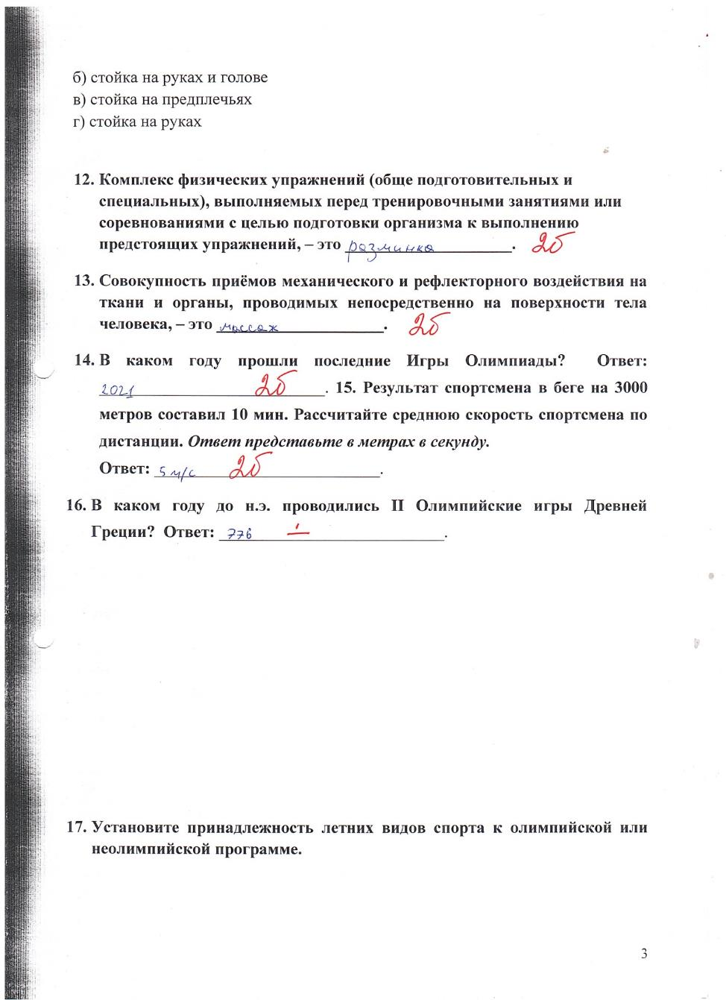 б) стойка на руках и голове
в) стойка на предплечьях
г) стойка на руках
12. Комплекс физических упражнений (обще подготовительных и
специальных), выполняемых перед тренировочными занятиями или
соревнованиями с целью подготовки организма к выполнению
предстоящих упражнений, – это разминка. 2б
13. Совокупность приёмов механического и рефлекторного воздействия на
ткани и органы, проводимых непосредственно на поверхности тела
человека, – это массаж. 2б
14. В каком году прошли последние Игры Олимпиады? Ответ:
2021 2б. 15. Результат спортсмена в беге на 3000
метров составил 10 мин. Рассчитайте среднюю скорость спортсмена по
дистанции. Ответ представьте в метрах в секунду.
Ответ: 5 м/с 2б.
16. В каком году до н.э. проводились II Олимпийские игры Древней
Греции? Ответ: 776.
17. Установите принадлежность летних видов спорта к олимпийской или
неолимпийской программе.
3